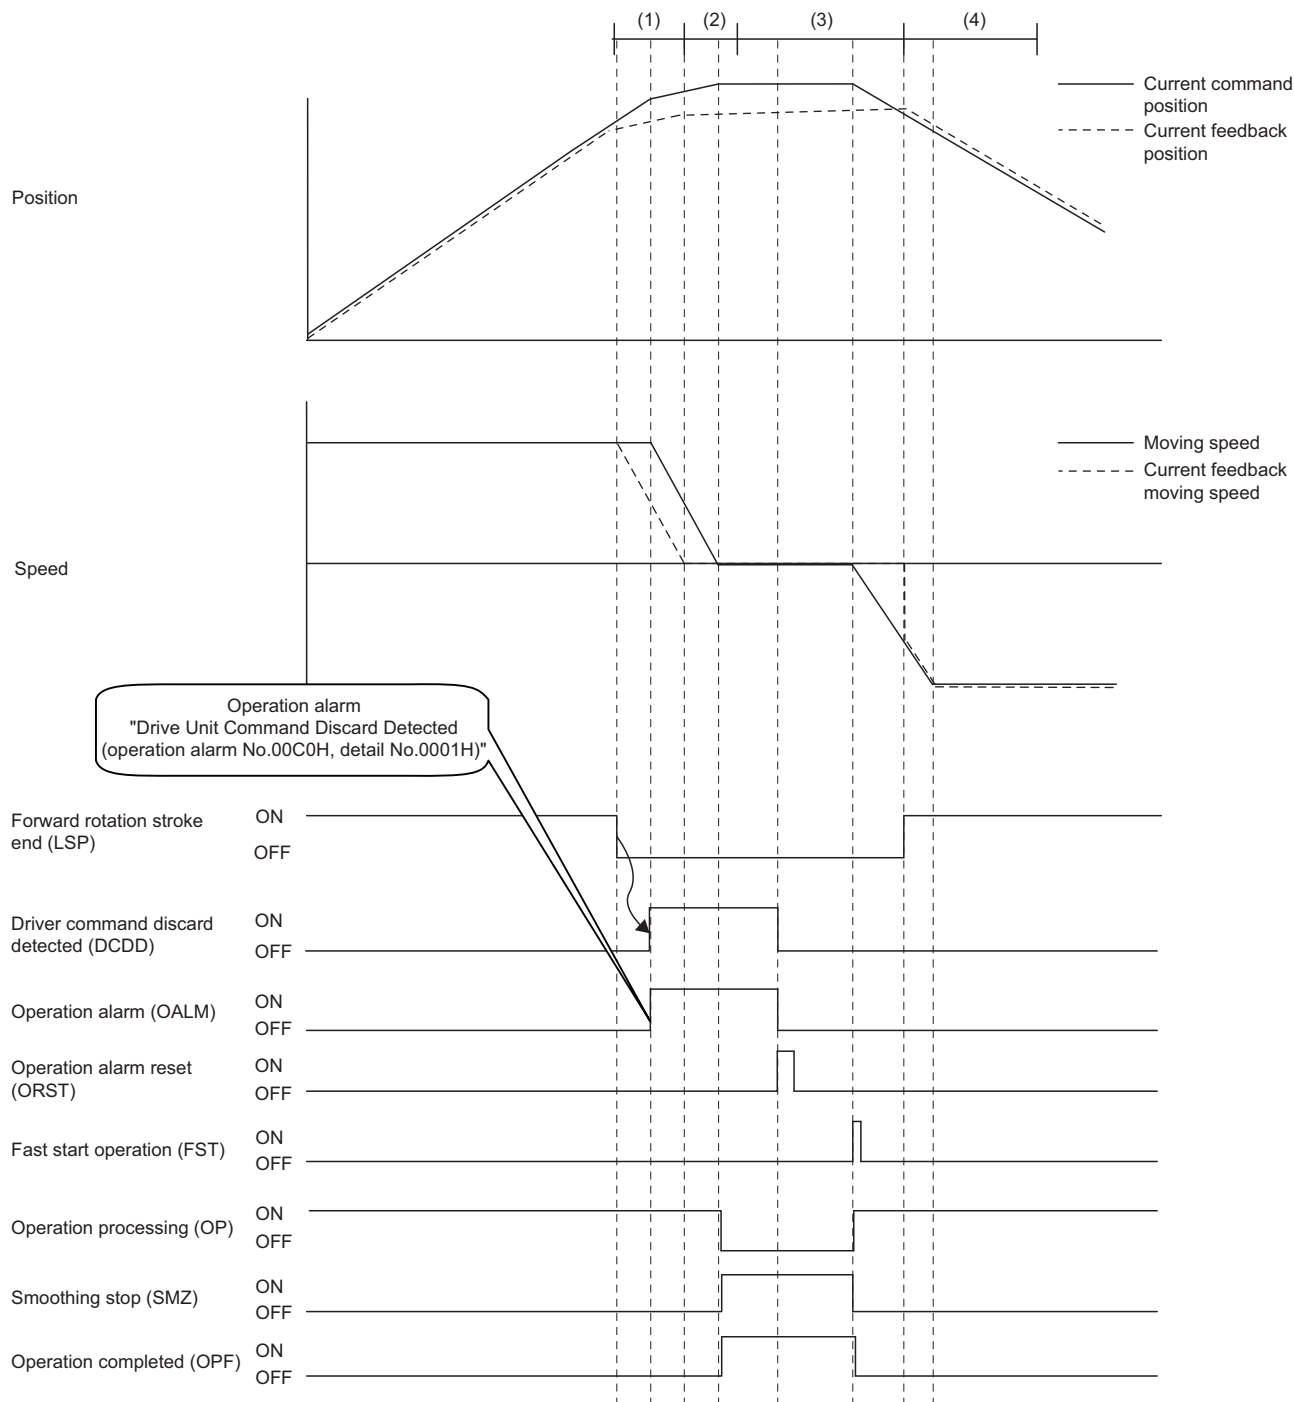 (1)
(2)
(3)
(4)
Current command
position
Current feedback
position
Position
Moving speed
Current feedback
moving speed
Speed
Operation alarm
"Drive Unit Command Discard Detected
(operation alarm No.00C0H, detail No.0001H)"
Forward rotation stroke
end (LSP)
ON
OFF
Driver command discard
detected (DCDD)
ON
OFF
Operation alarm (OALM)
ON
OFF
Operation alarm reset
(ORST)
ON
OFF
Fast start operation (FST)
ON
OFF
Operation processing (OP)
ON
OFF
Smoothing stop (SMZ)
ON
OFF
Operation completed (OPF)
ON
OFF